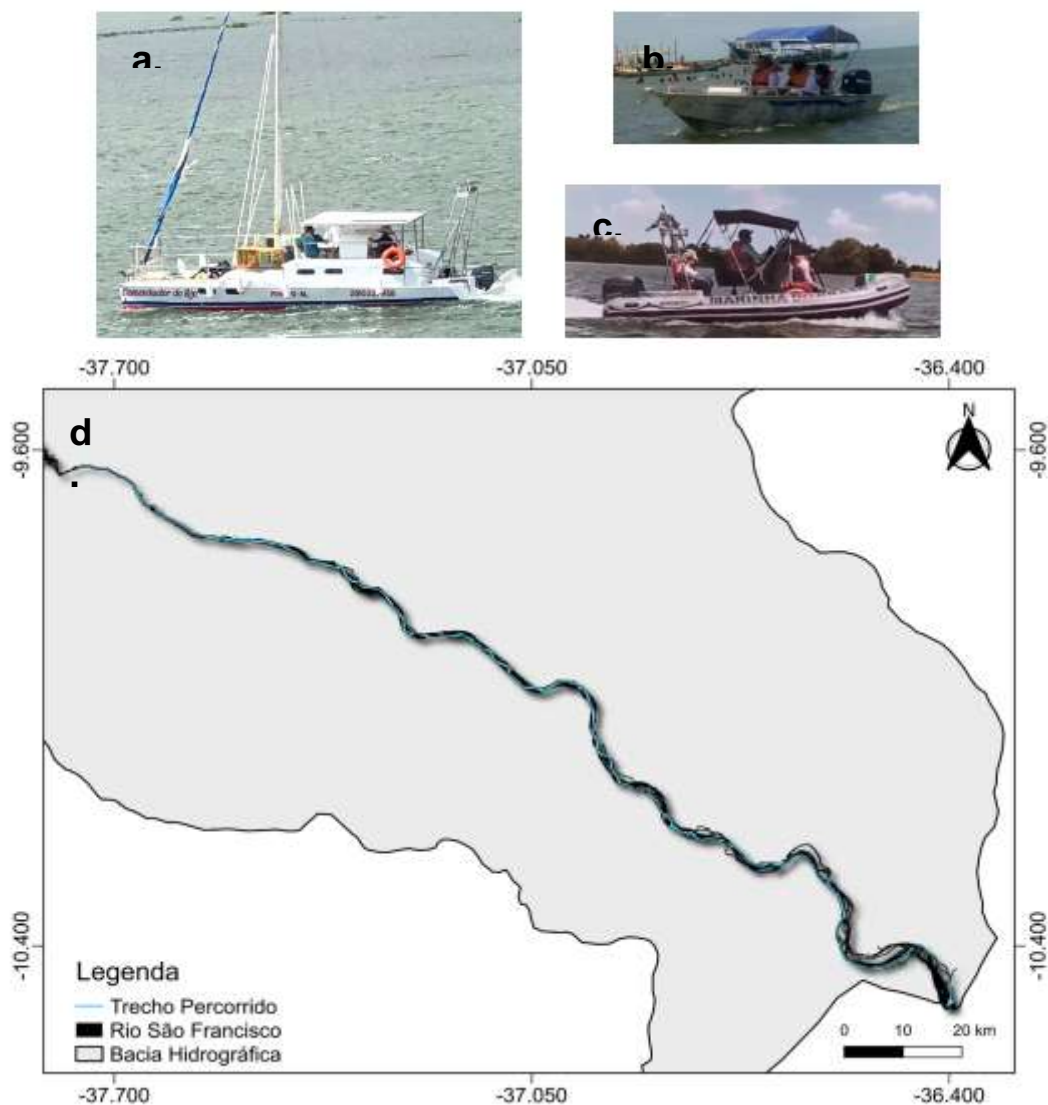 a.
b.
c.
MARINHA
-37.700 -37.050 -36.400
d
.
N
-9.600 -9.600
-10.400 -10.400
Legenda
Trecho Percorrido
Rio São Francisco
Bacia Hidrográfica
0 10 20 km
-37.700 -37.050 -36.400